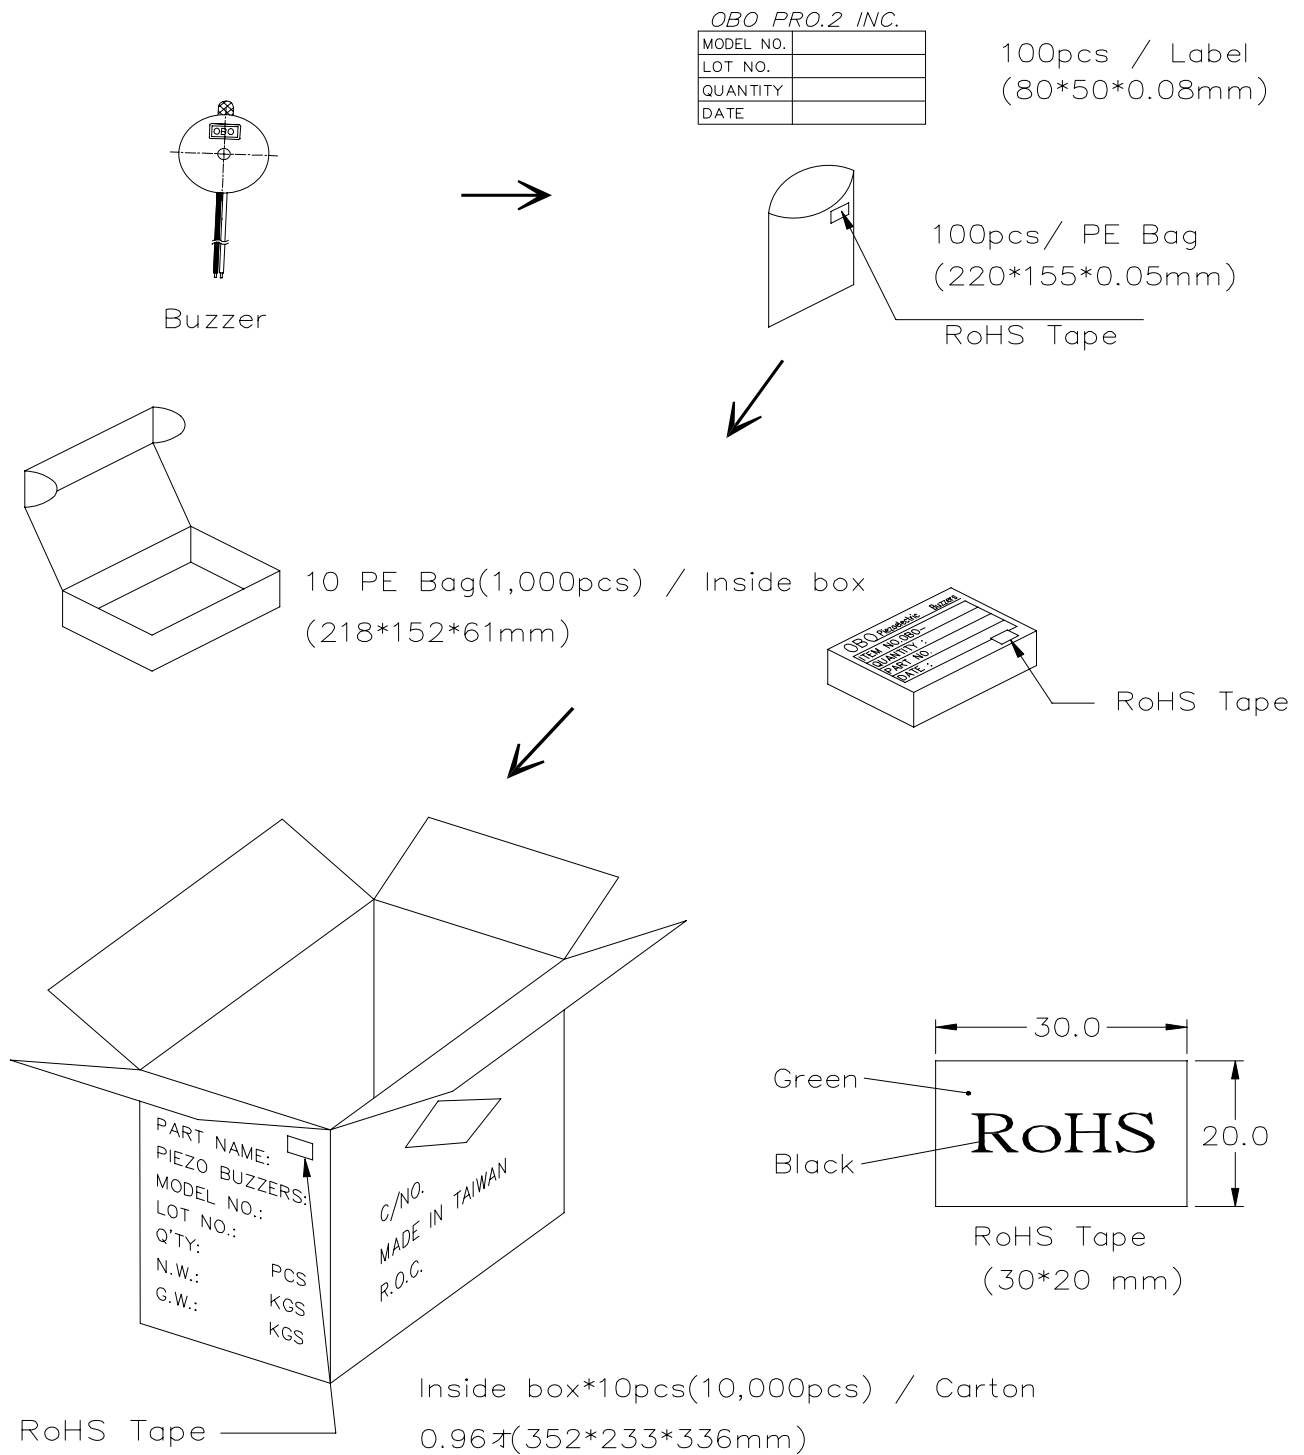 OBO PRO.2 INC.
MODEL NO.
LOT NO.
QUANTITY
DATE
100pcs / Label
(80*50*0.08mm)
OBO
Buzzer
100pcs/ PE Bag
(220*155*0.05mm)
RoHS Tape
10 PE Bag(1,000pcs) / Inside box
(218*152*61mm)
OBO Piezoelectric Buzzers
ITEM NO.OBO-
QUANTITY :
PART NO.
DATE :
RoHS Tape
PART NAME:
PIEZO BUZZERS:
MODEL NO.:
LOT NO.:
Q'TY: PCS
N.W.: KGS
G.W.: KGS
C/NO.
MADE IN TAIWAN
R.O.C.
RoHS Tape
Inside box*10pcs(10,000pcs) / Carton
0.96才(352*233*336mm)
30.0
Green
RoHS
20.0
Black
RoHS Tape
(30*20 mm)